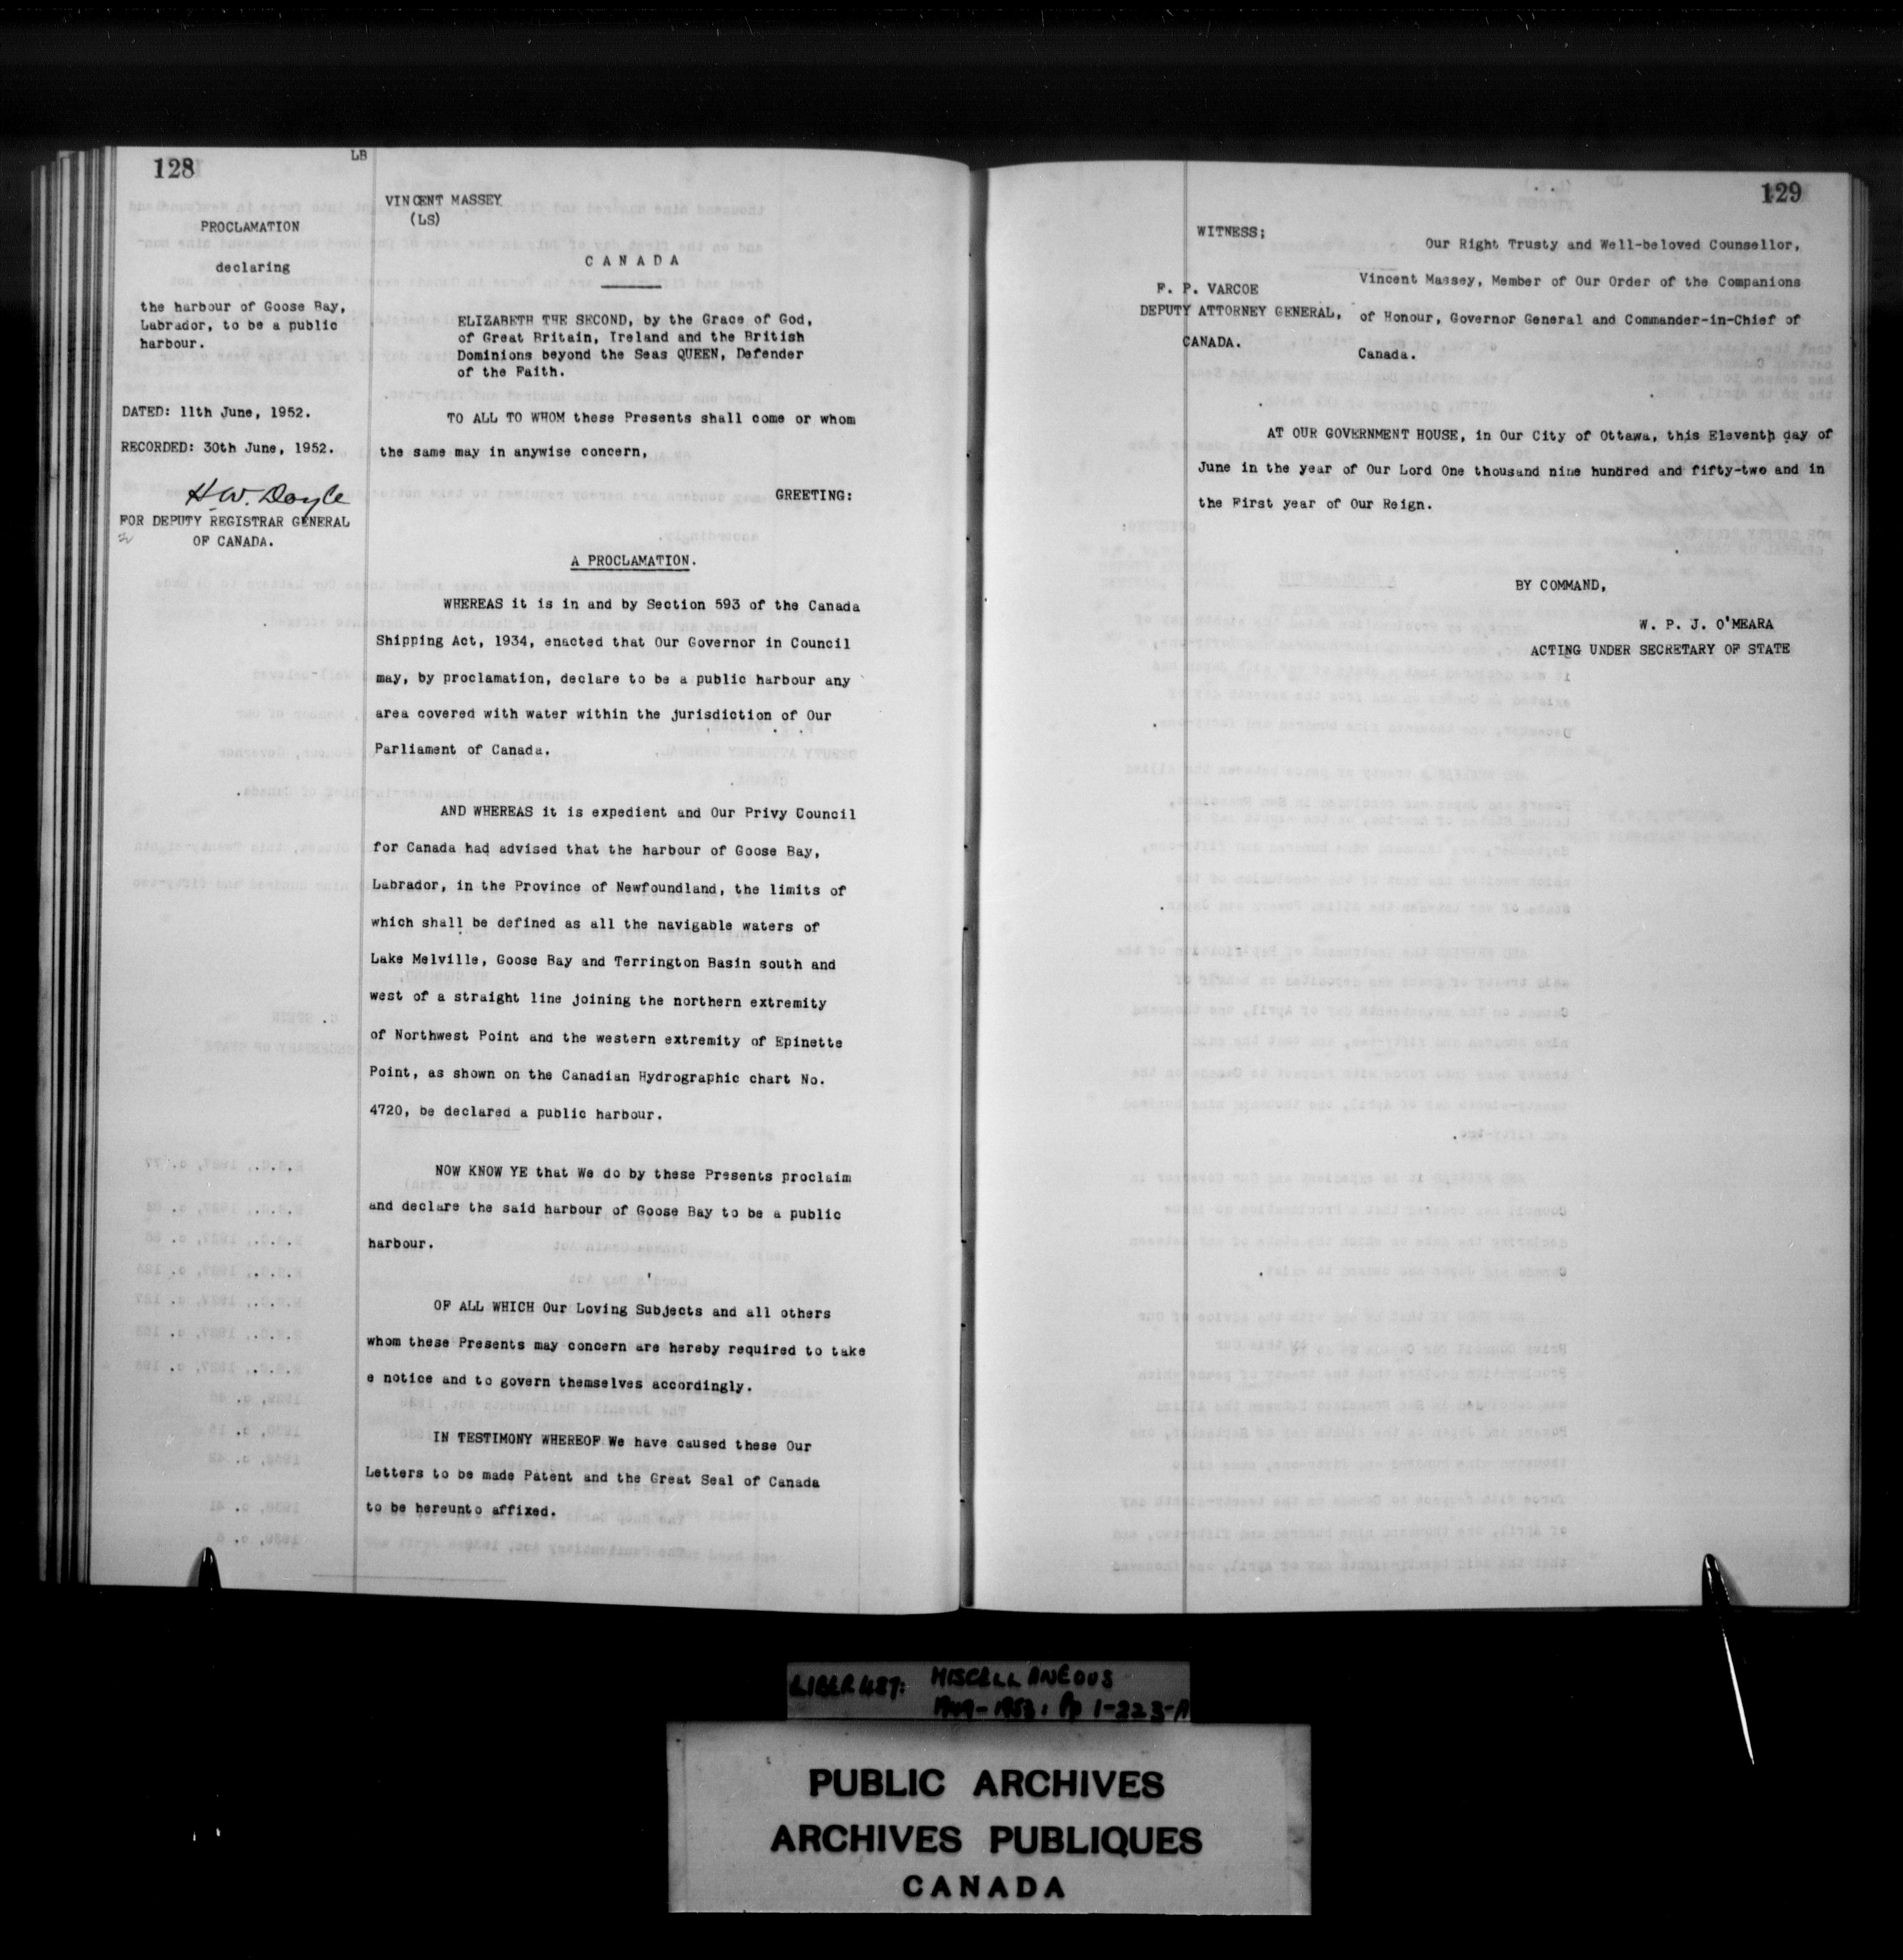 128
LB
PROCLAMATION
declaring
the harbour of Goose Bay,
Labrador, to be a public
harbour.
DATED: 11th June, 1952.
RECORDED: 30th June, 1952.
H.W. Doyle
FOR DEPUTY REGISTRAR GENERAL
OF CANADA.
VINCENT MASSEY
(LS)
C A N A D A
ELIZABETH THE SECOND, by the Grace of God,
of Great Britain, Ireland and the British
Dominions beyond the Seas QUEEN, Defender
of the Faith.
TO ALL TO WHOM these Presents shall come or whom
the same may in anywise concern,
GREETING:
A PROCLAMATION.
WHEREAS it is in and by Section 593 of the Canada
Shipping Act, 1934, enacted that Our Governor in Council
may, by proclamation, declare to be a public harbour any
area covered with water within the jurisdiction of Our
Parliament of Canada.
AND WHEREAS it is expedient and Our Privy Council
for Canada had advised that the harbour of Goose Bay,
Labrador, in the Province of Newfoundland, the limits of
which shall be defined as all the navigable waters of
Lake Melville, Goose Bay and Terrington Basin south and
west of a straight line joining the northern extremity
of Northwest Point and the western extremity of Epinette
Point, as shown on the Canadian Hydrographic chart No.
4720, be declared a public harbour.
NOW KNOW YE that We do by these Presents proclaim
and declare the said harbour of Goose Bay to be a public
harbour.
OF ALL WHICH Our Loving Subjects and all others
whom these Presents may concern are hereby required to take
e notice and to govern themselves accordingly.
IN TESTIMONY WHEREOF We have caused these Our
Letters to be made Patent and the Great Seal of Canada
to be hereunto affixed.
129
WITNESS;
F. P. VARCOE
DEPUTY ATTORNEY GENERAL,
CANADA.
Our Right Trusty and Well-beloved Counsellor,
Vincent Massey, Member of Our Order of the Companions
of Honour, Governor General and Commander-in-Chief of
Canada.
AT OUR GOVERNMENT HOUSE, in Our City of Ottawa, this Eleventh day of
June in the year of Our Lord One thousand nine hundred and fifty-two and in
the First year of Our Reign.
BY COMMAND,
W. P. J. O'MEARA
ACTING UNDER SECRETARY OF STATE
LIBER 487: MISCELLANEOUS
1949-1953: Pp 1-223-A
PUBLIC ARCHIVES
ARCHIVES PUBLIQUES
CANADA